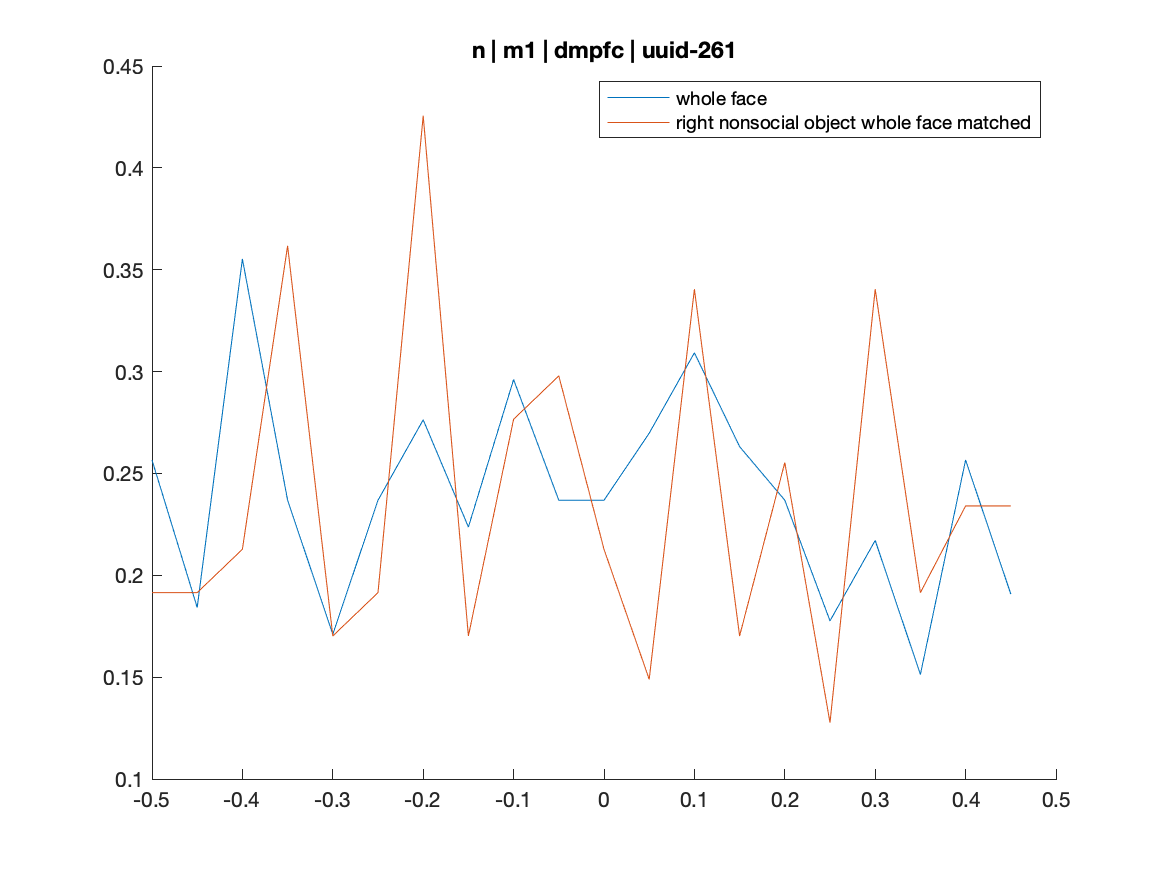 n | m1 | dmpfc | uuid-261
whole face
right nonsocial object whole face matched
0.45
0.4
0.35
0.3
0.25
0.2
0.15
0.1
-0.5 -0.4 -0.3 -0.2 -0.1 0 0.1 0.2 0.3 0.4 0.5